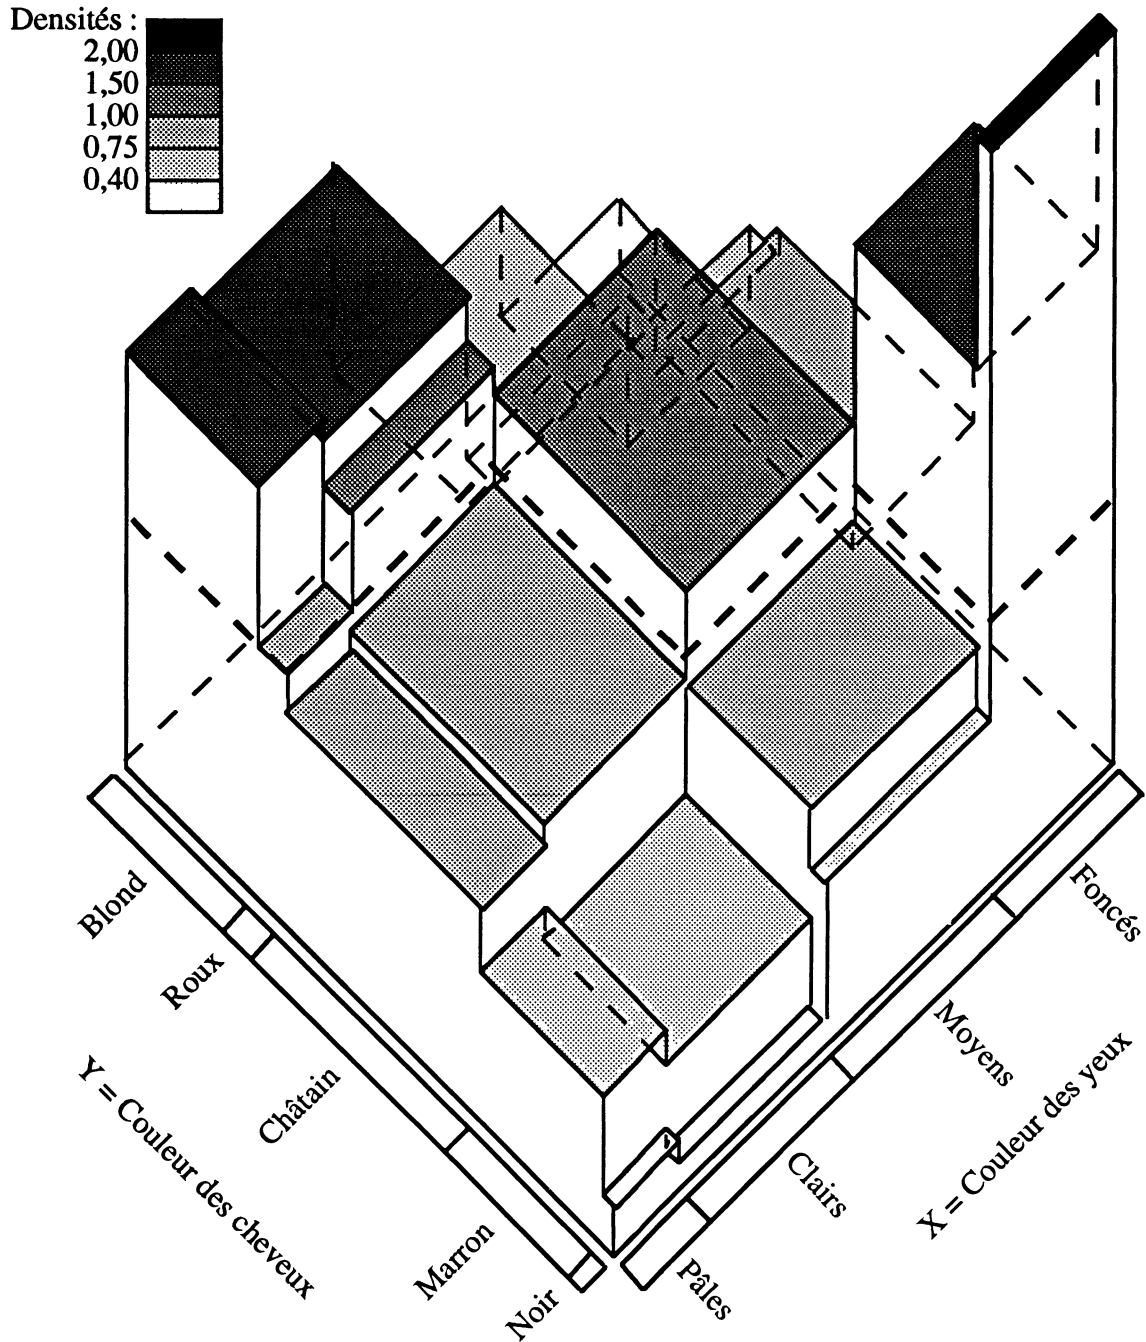 Densités :
2,00
1,50
1,00
0,75
0,40
Blond
Roux
Châtain
Marron
Noir
Y = Couleur des cheveux
Foncés
Moyens
Clairs
Pâles
X = Couleur des yeux